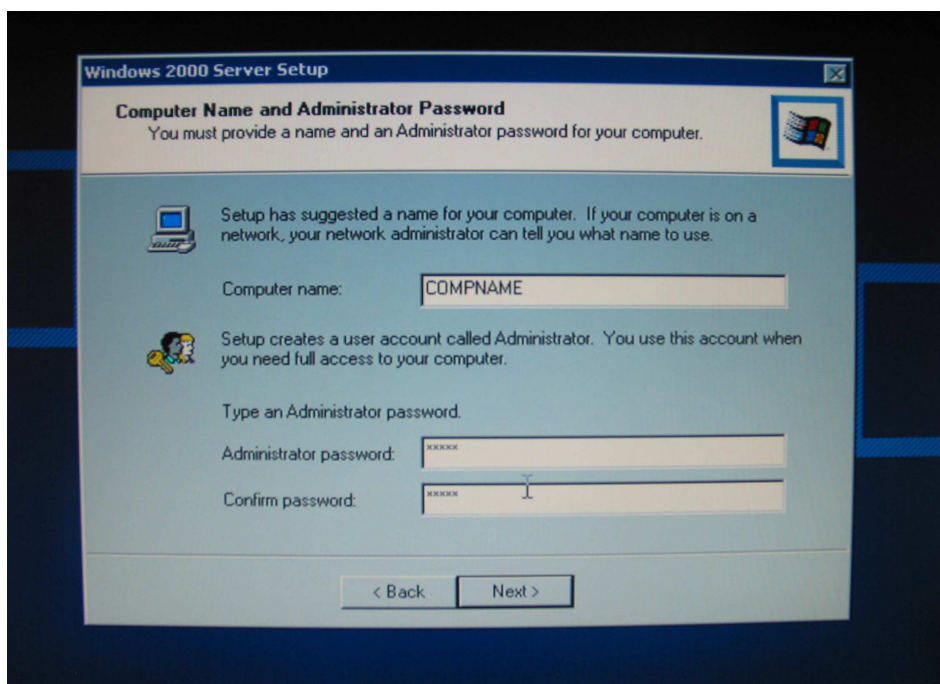 Windows 2000 Server Setup
Computer Name and Administrator Password
You must provide a name and an Administrator password for your computer.
Setup has suggested a name for your computer. If your computer is on a
network, your network administrator can tell you what name to use.
Computer name: COMPNAME
Setup creates a user account called Administrator. You use this account when
you need full access to your computer.
Type an Administrator password.
Administrator password: xxxxx
Confirm password: xxxxx
< Back Next >